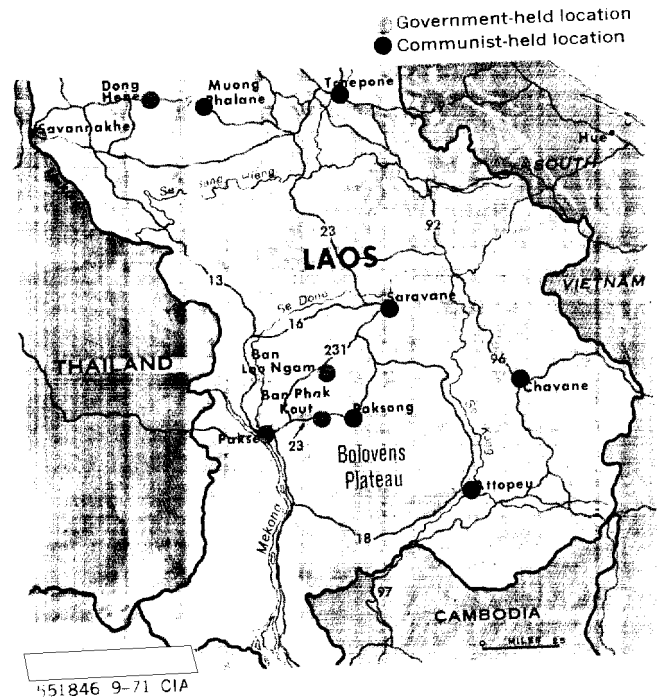 Government-held location
Communist-held location
Dong
Hene
Muong
Phalane
Tchepone
Savannakhet
Hue
SOUTH
VIETNAM
23
92
LAOS
13
Se Done
Saravane
16
THAILAND
Ban
Lao Ngam
231
96
Chavane
Ban Phak
Kout
Paksong
Pakse
23
Se Kong
Bolovens
Plateau
Attopeu
Mekong
18
97
CAMBODIA
0 MILES
551846 9-71 CIA